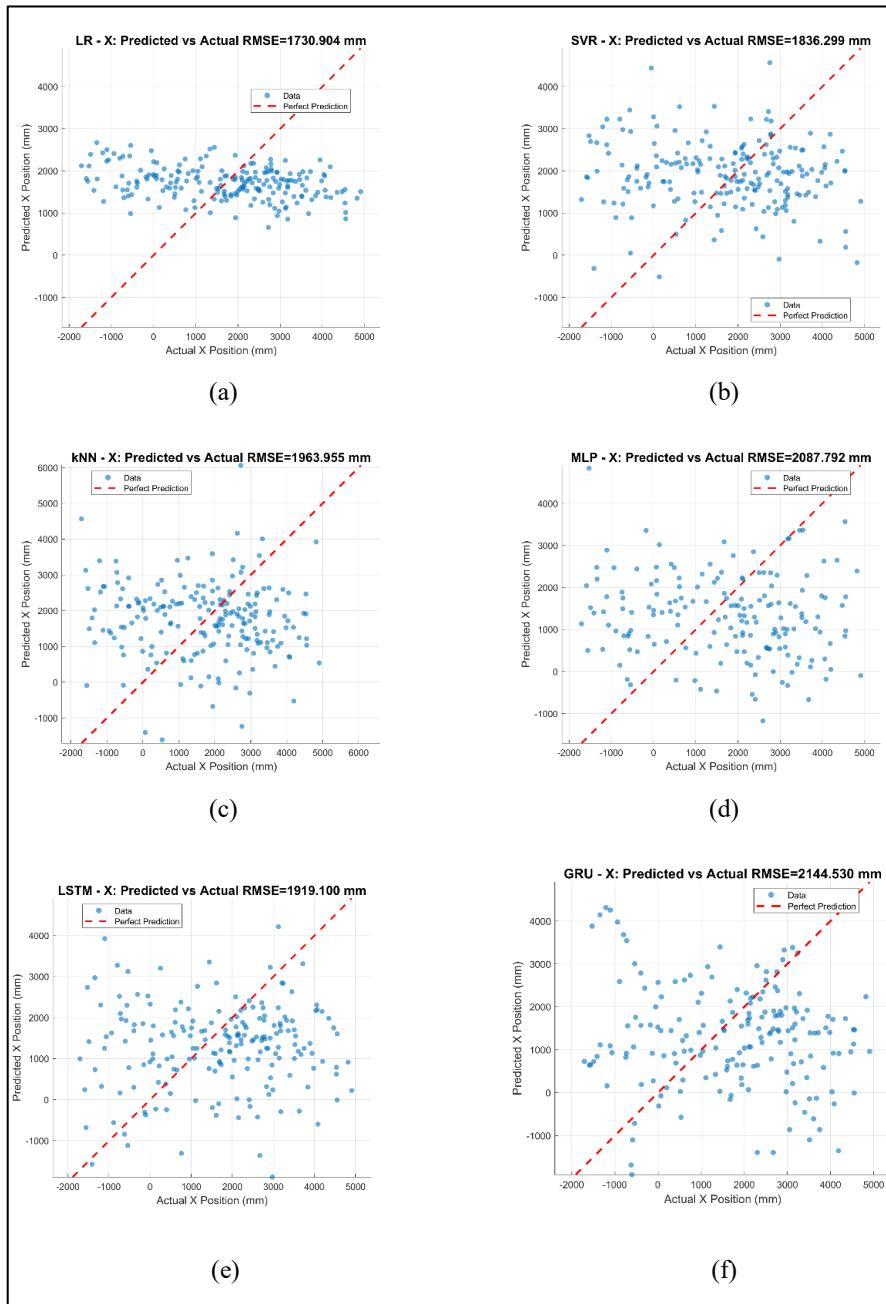 LR - X: Predicted vs Actual RMSE=1730.904 mm
Data
Perfect Prediction
4000
3000
2000
1000
0
-1000
Predicted X Position (mm)
-2000 -1000 0 1000 2000 3000 4000 5000
Actual X Position (mm)
(a)
SVR - X: Predicted vs Actual RMSE=1836.299 mm
4000
3000
2000
1000
0
-1000
Predicted X Position (mm)
Data
Perfect Prediction
-2000 -1000 0 1000 2000 3000 4000 5000
Actual X Position (mm)
(b)
kNN - X: Predicted vs Actual RMSE=1963.955 mm
Data
Perfect Prediction
6000
5000
4000
3000
2000
1000
0
-1000
Predicted X Position (mm)
-2000 -1000 0 1000 2000 3000 4000 5000 6000
Actual X Position (mm)
(c)
MLP - X: Predicted vs Actual RMSE=2087.792 mm
Data
Perfect Prediction
4000
3000
2000
1000
0
-1000
Predicted X Position (mm)
-2000 -1000 0 1000 2000 3000 4000 5000
Actual X Position (mm)
(d)
LSTM - X: Predicted vs Actual RMSE=1919.100 mm
Data
Perfect Prediction
4000
3000
2000
1000
0
-1000
Predicted X Position (mm)
-2000 -1000 0 1000 2000 3000 4000 5000
Actual X Position (mm)
(e)
GRU - X: Predicted vs Actual RMSE=2144.530 mm
Data
Perfect Prediction
4000
3000
2000
1000
0
-1000
Predicted X Position (mm)
-2000 -1000 0 1000 2000 3000 4000 5000
Actual X Position (mm)
(f)